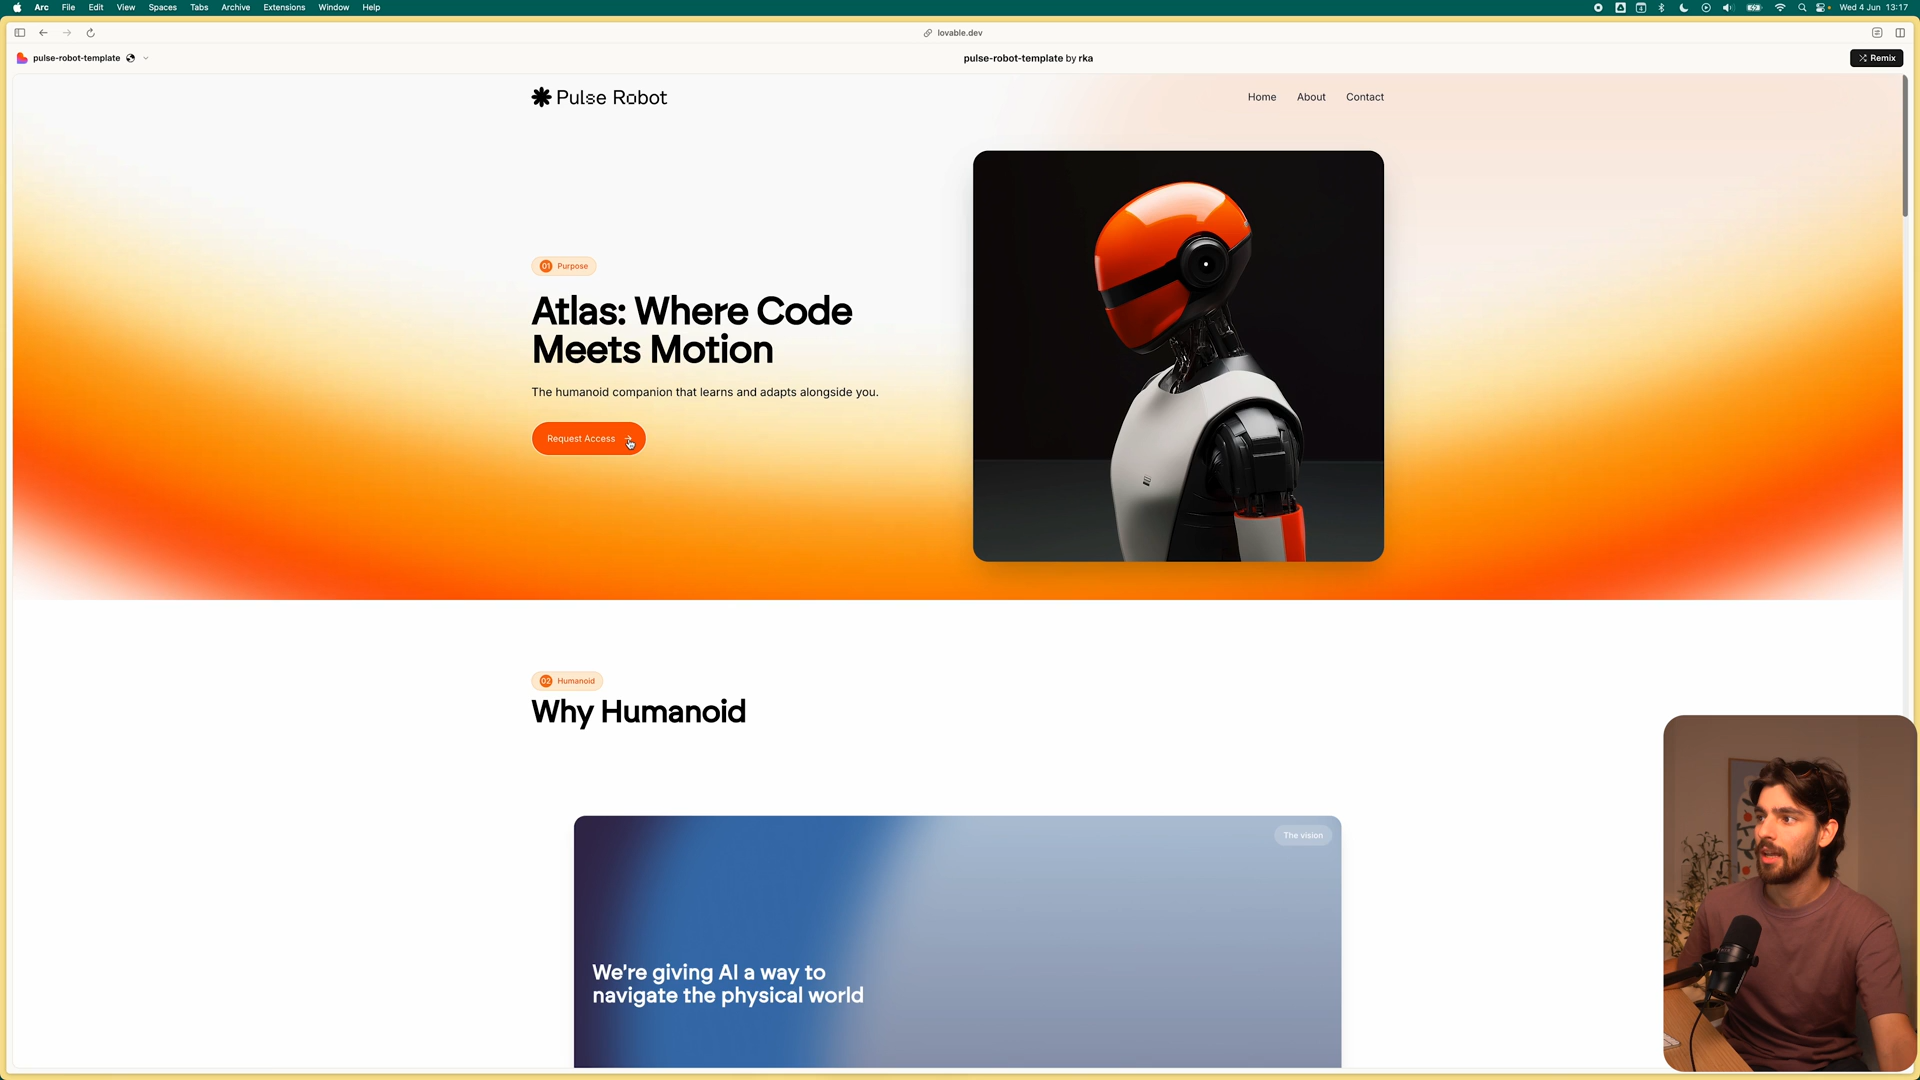 Arc File Edit View Spaces Tabs Archive Extensions Window Help
Wed 4 Jun 13:17
lovable.dev
pulse-robot-template
pulse-robot-template by rka
Remix
Pulse Robot
Home About Contact
01 Purpose
Atlas: Where Code
Meets Motion
The humanoid companion that learns and adapts alongside you.
Request Access
02 Humanoid
Why Humanoid
The vision
We're giving AI a way to
navigate the physical world